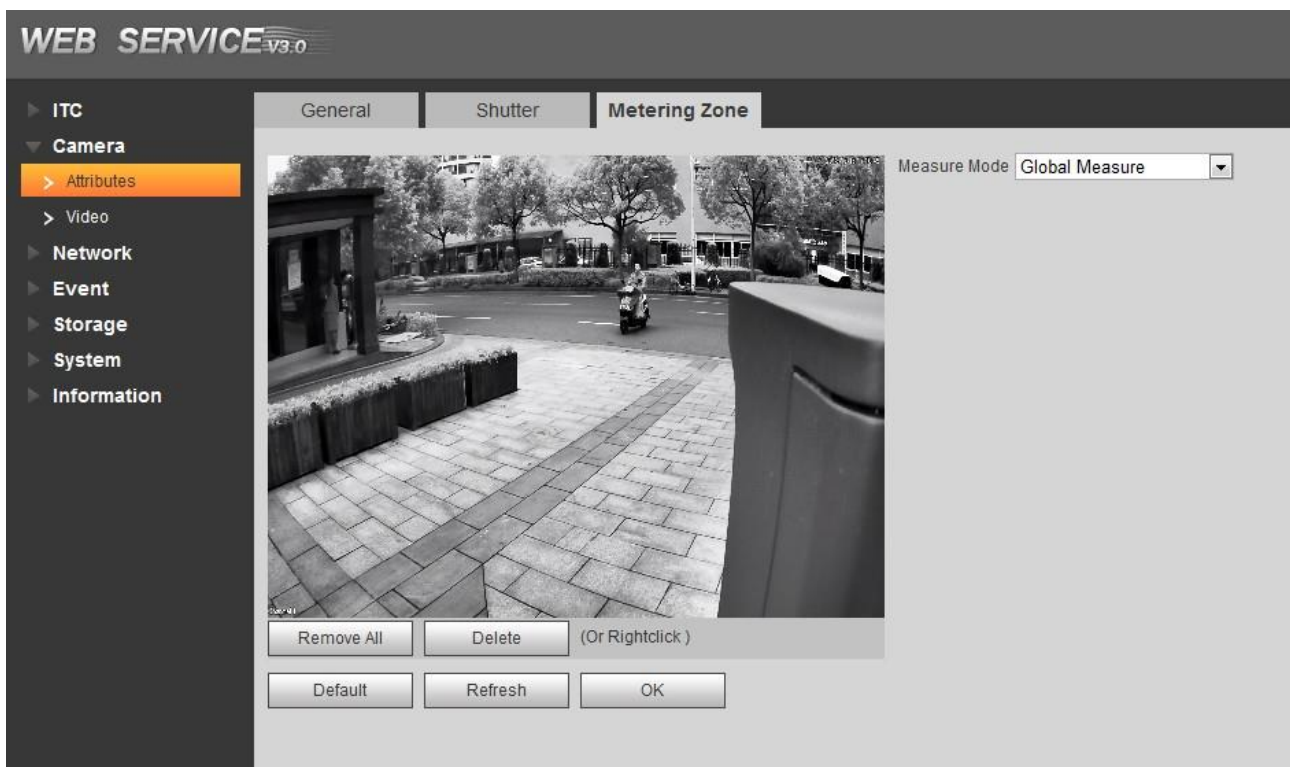 WEB SERVICE V3.0
ITC
Camera
Attributes
Video
Network
Event
Storage
System
Information
General
Shutter
Metering Zone
Measure Mode
Global Measure
Remove All
Delete
(Or Rightclick )
Default
Refresh
OK